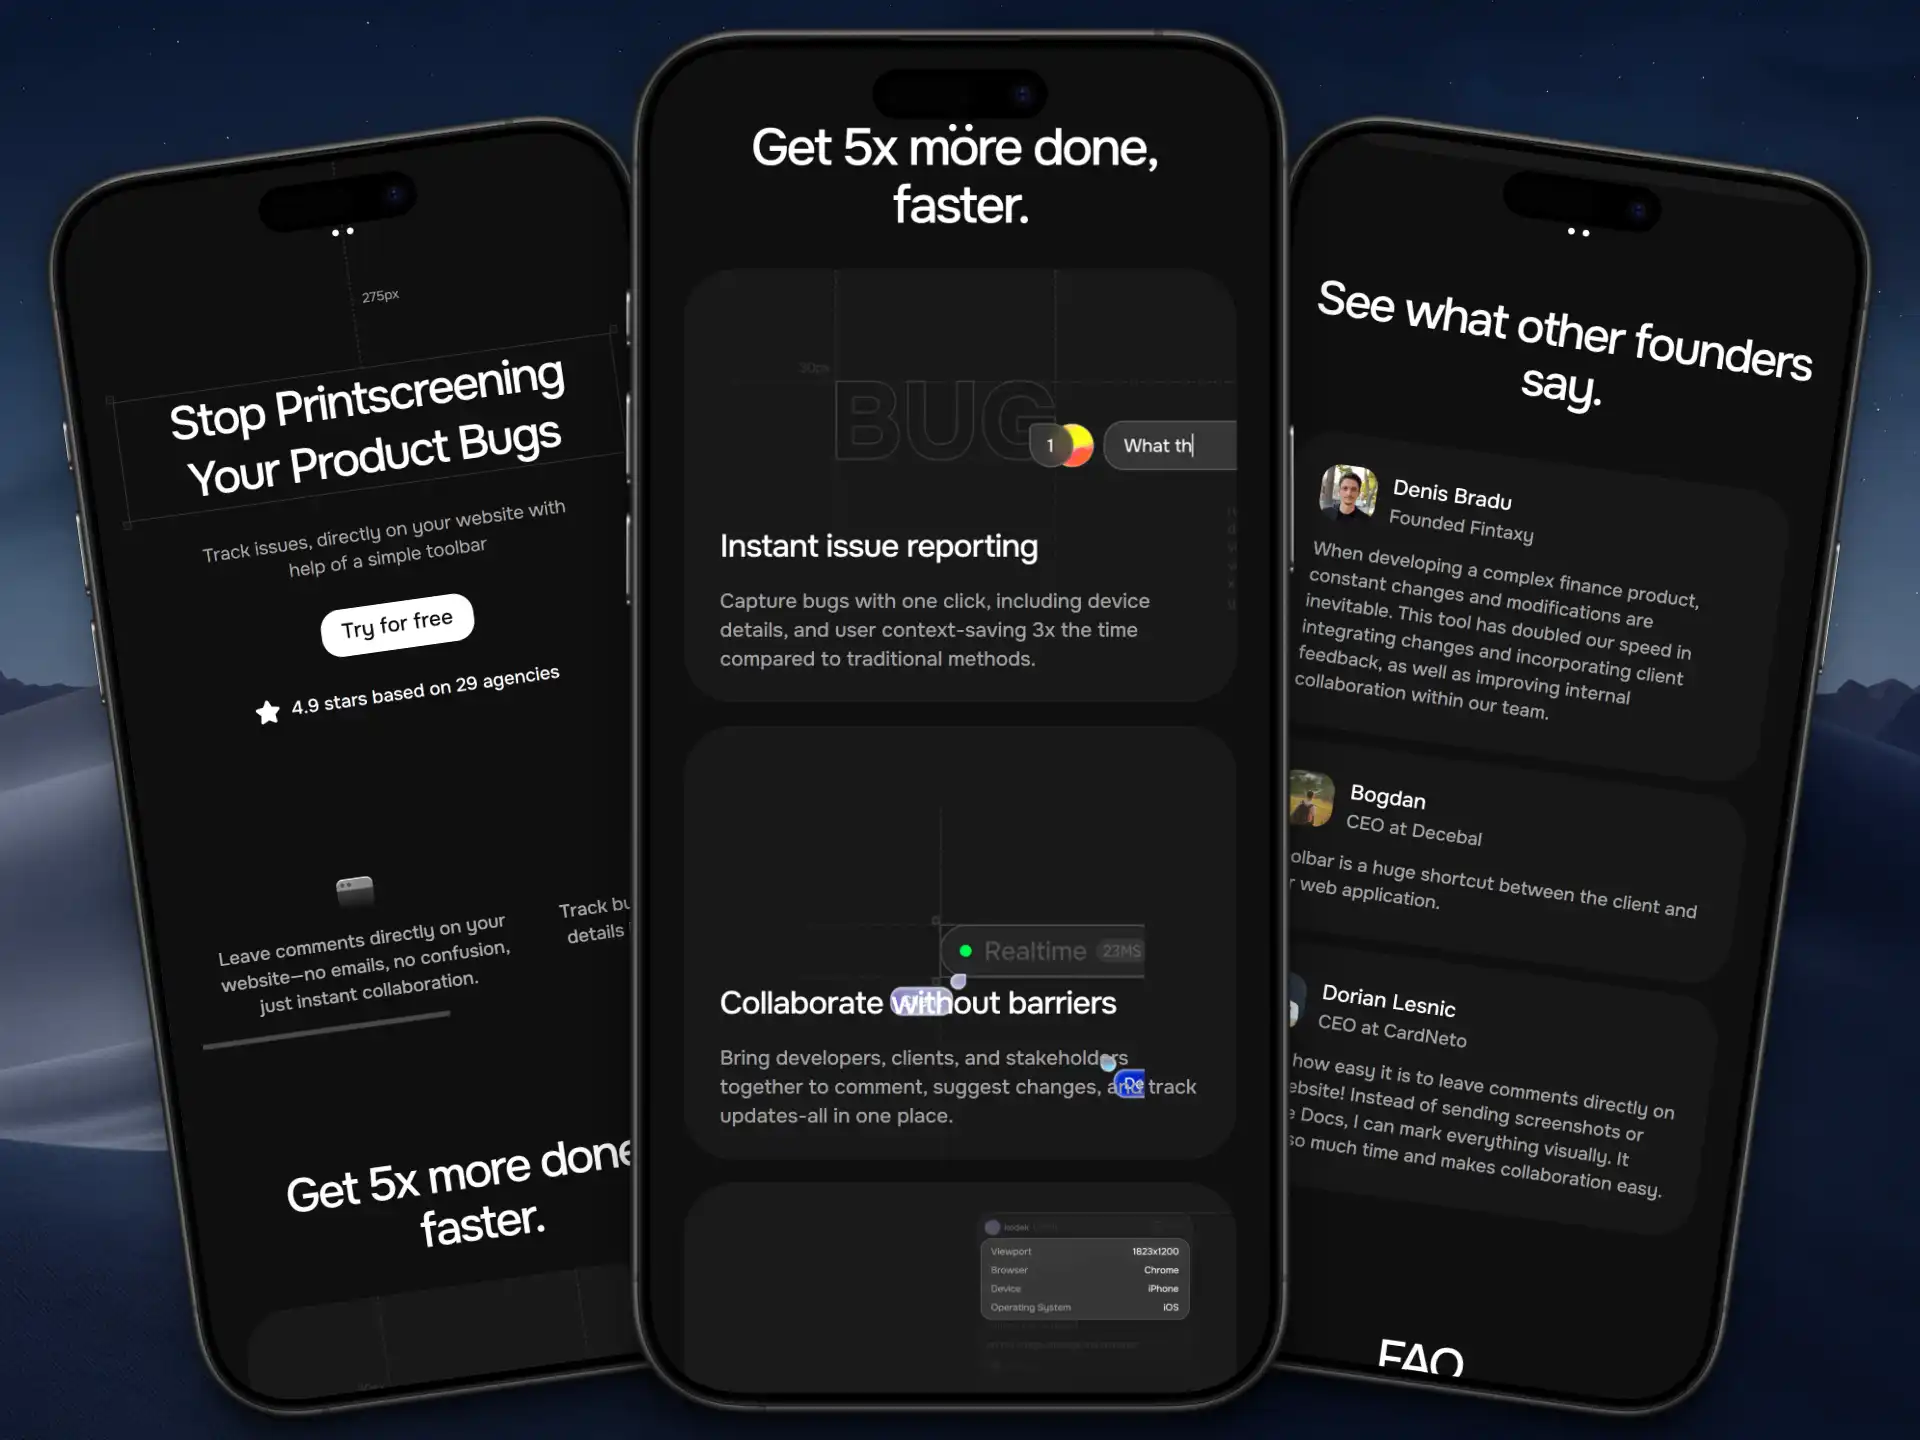 275px
Stop Printscreening
Your Product Bugs
Track issues, directly on your website with
help of a simple toolbar
Try for free
4.9 stars based on 29 agencies
Leave comments directly on your
website—no emails, no confusion,
just instant collaboration.
Track bu
details
Get 5x more done
faster.
Get 5x more done,
faster.
30px
BUG
1
What th
Instant issue reporting
Capture bugs with one click, including device
details, and user context-saving 3x the time
compared to traditional methods.
Realtime 23MS
Collaborate without barriers
Bring developers, clients, and stakeholders
together to comment, suggest changes, and track
updates-all in one place.
De
kodek
Viewport 1823x1200
Browser Chrome
Device iPhone
Operating System iOS
See what other founders
say.
Denis Bradu
Founded Fintaxy
When developing a complex finance product,
constant changes and modifications are
inevitable. This tool has doubled our speed in
integrating changes and incorporating client
feedback, as well as improving internal
collaboration within our team.
Bogdan
CEO at Decebal
olbar is a huge shortcut between the client and
r web application.
Dorian Lesnic
CEO at CardNeto
how easy it is to leave comments directly on
ebsite! Instead of sending screenshots or
e Docs, I can mark everything visually. It
so much time and makes collaboration easy.
FAQ